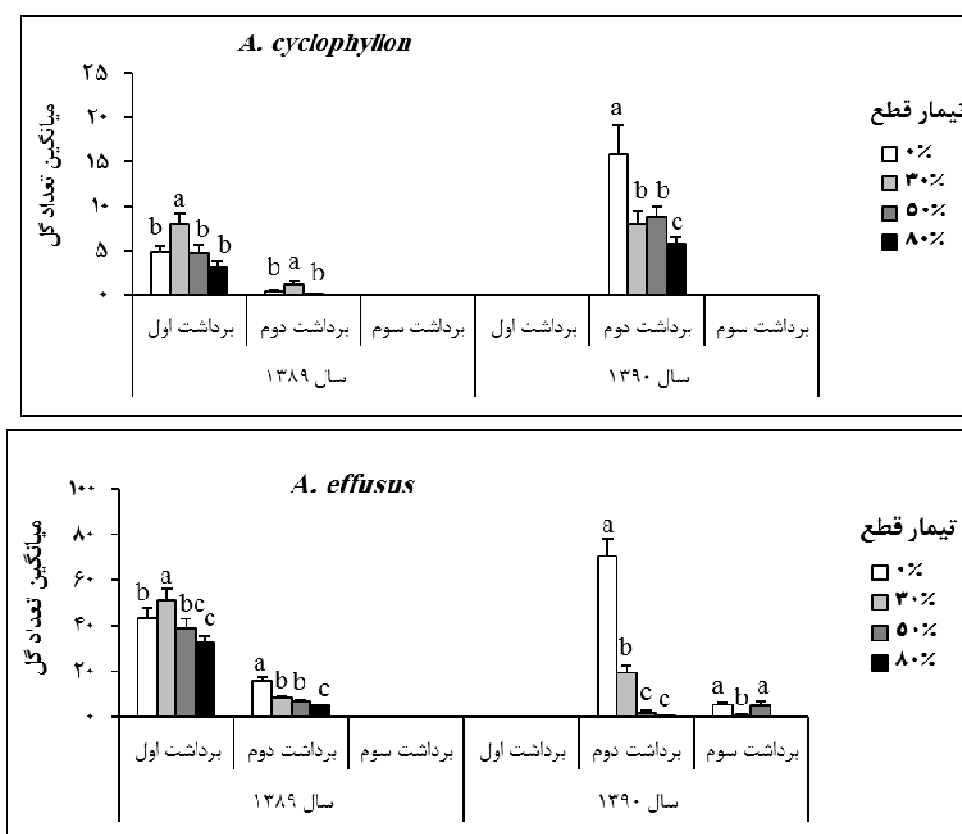 A. cyclophyllon
میانگین تعداد گل
۲۵
۲۰
۱۵
۱۰
۵
۰
b a b b
b a b
a b b c
تیمار قطع
۰٪
۳۰٪
۵۰٪
۸۰٪
برداشت اول برداشت دوم برداشت سوم برداشت اول برداشت دوم برداشت سوم
سال ۱۳۸۹ سال ۱۳۹۰
A. effusus
میانگین تعداد گل
۱۰۰
۸۰
۶۰
۴۰
۲۰
۰
b a bc c
a b b c
a b c c
a b a
تیمار قطع
۰٪
۳۰٪
۵۰٪
۸۰٪
برداشت اول برداشت دوم برداشت سوم برداشت اول برداشت دوم برداشت سوم
سال ۱۳۸۹ سال ۱۳۹۰